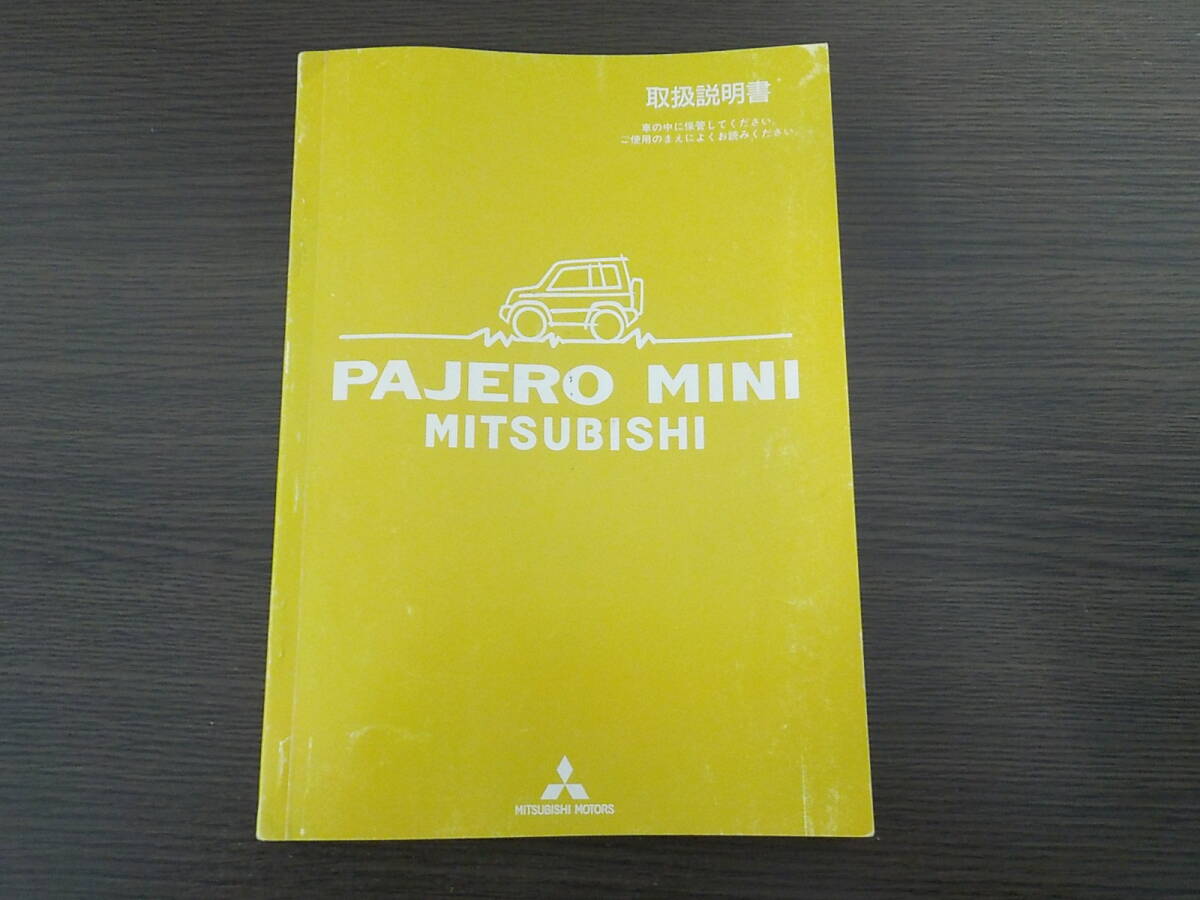 取扱説明書
車の中に保管してください。
ご使用のまえによくお読みください。
PAJERO MINI
MITSUBISHI
MITSUBISHI MOTORS